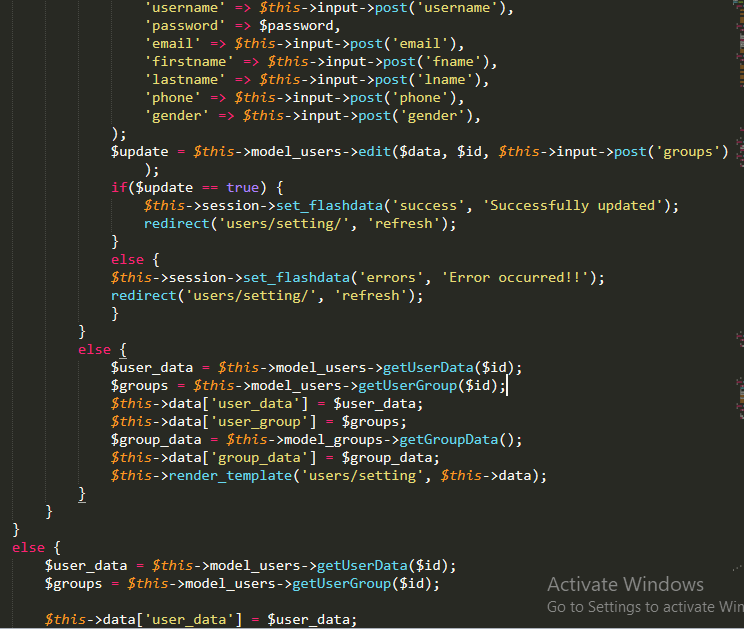 'username' => $this->input->post('username'),
'password' => $password,
'email' => $this->input->post('email'),
'firstname' => $this->input->post('fname'),
'lastname' => $this->input->post('lname'),
'phone' => $this->input->post('phone'),
'gender' => $this->input->post('gender'),
);
$update = $this->model_users->edit($data, $id, $this->input->post('groups')
);
if($update == true) {
$this->session->set_flashdata('success', 'Successfully updated');
redirect('users/setting/', 'refresh');
}
else {
$this->session->set_flashdata('errors', 'Error occurred!!');
redirect('users/setting/', 'refresh');
}
}
else {
$user_data = $this->model_users->getUserData($id);
$groups = $this->model_users->getUserGroup($id);
$this->data['user_data'] = $user_data;
$this->data['user_group'] = $groups;
$group_data = $this->model_groups->getGroupData();
$this->data['group_data'] = $group_data;
$this->render_template('users/setting', $this->data);
}
}
}
else {
$user_data = $this->model_users->getUserData($id);
$groups = $this->model_users->getUserGroup($id);
Activate Windows
Go to Settings to activate Win
$this->data['user_data'] = $user_data;